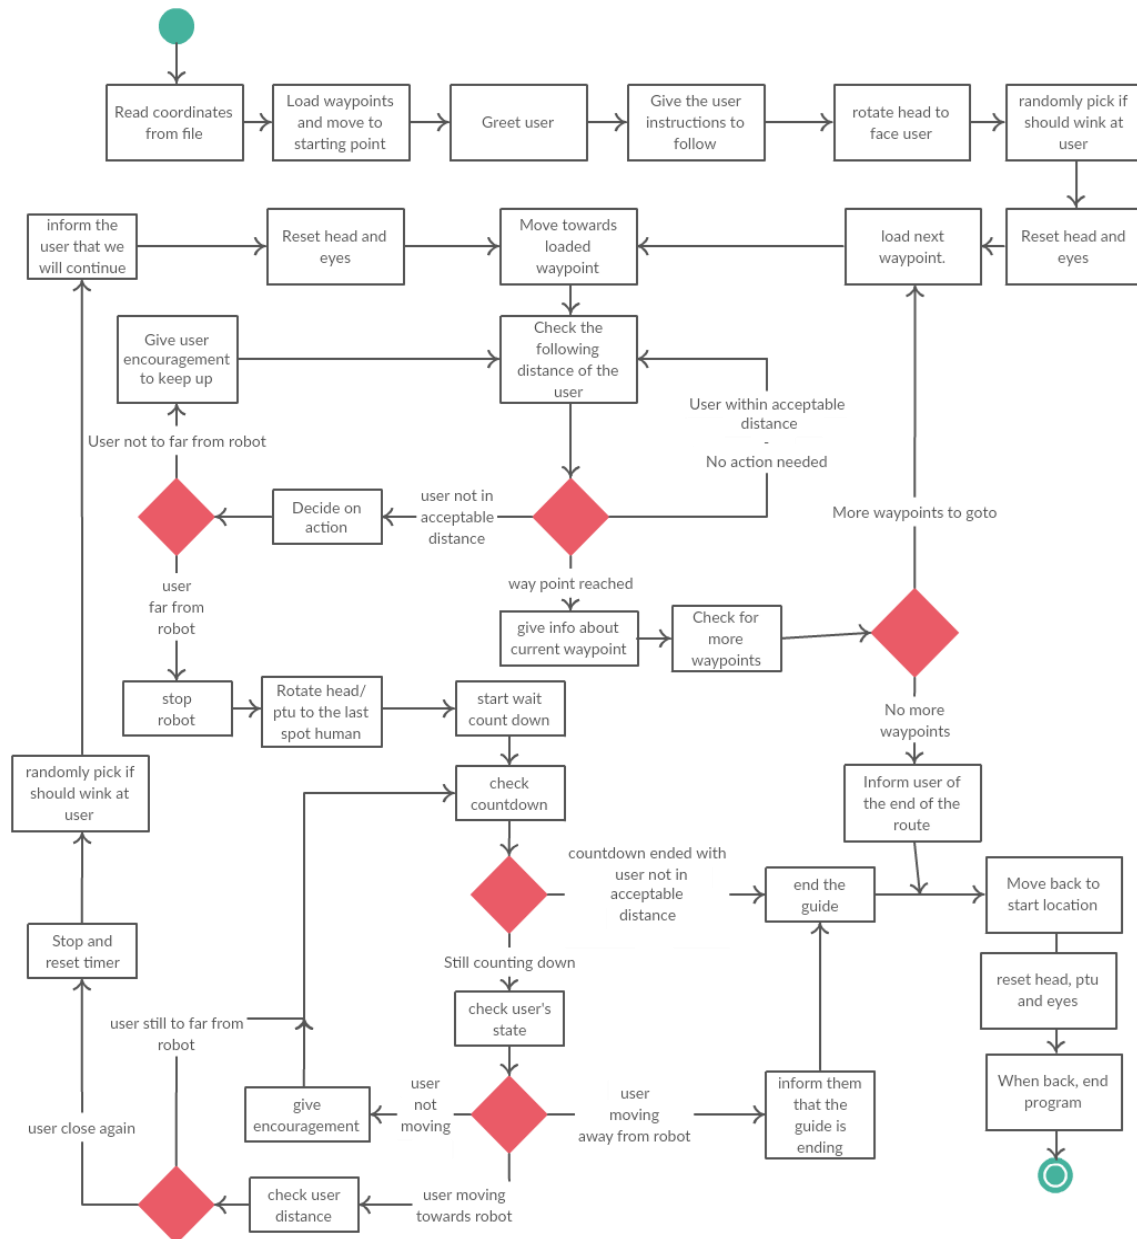 Read coordinates
from file
Load waypoints
and move to
starting point
Greet user
Give the user
instructions to
follow
rotate head to
face user
randomly pick if
should wink at
user
inform the
user that we
will continue
Reset head and
eyes
Move towards
loaded
waypoint
load next
waypoint.
Reset head and
eyes
Give user
encouragement
to keep up
Check the
following
distance of the
user
User within acceptable
distance
-
No action needed
User not to far from robot
Decide on
action
user not in
acceptable
distance
More waypoints to goto
user
far from
robot
way point reached
give info about
current waypoint
Check for
more
waypoints
stop
robot
Rotate head/
ptu to the last
spot human
start wait
count down
No more
waypoints
randomly pick if
should wink at
user
check
countdown
Inform user of
the end of the
route
countdown ended with
user not in
acceptable
distance
end the
guide
Move back to
start location
Stop and
reset timer
Still counting down
reset head, ptu
and eyes
check user's
state
user still to far from
robot
give
encouragement
user
not
moving
user
moving
away from robot
inform them
that the
guide is
ending
When back, end
program
user close again
check user
distance
user moving
towards robot